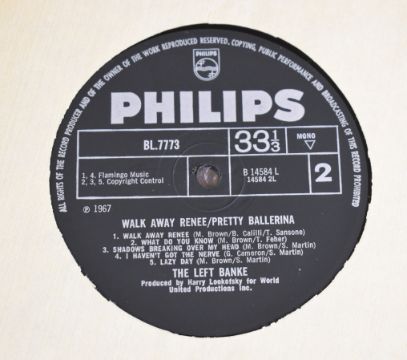 ALL RIGHTS OF THE RECORD PRODUCER AND OF THE OWNER OF THE WORK REPRODUCED RESERVED. COPYING, PUBLIC PERFORMANCE AND BROADCASTING OF THIS RECORD PROHIBITED
PHILIPS
PHILIPS
BL.7773
33 1/3
MONO
1, 4. Flamingo Music
2, 3, 5. Copyright Control
B 14584 L
14584 2L
2
℗ 1967
WALK AWAY RENEE/PRETTY BALLERINA
1. WALK AWAY RENEE (M. Brown/B. Calilli/T. Sansone)
2. WHAT DO YOU KNOW (M. Brown/T. Feher)
3. SHADOWS BREAKING OVER MY HEAD (M. Brown/S. Martin)
4. I HAVEN'T GOT THE NERVE (G. Cameron/S. Martin)
5. LAZY DAY (M. Brown/S. Martin)
THE LEFT BANKE
Produced by Harry Lookofsky for World
United Productions Inc.